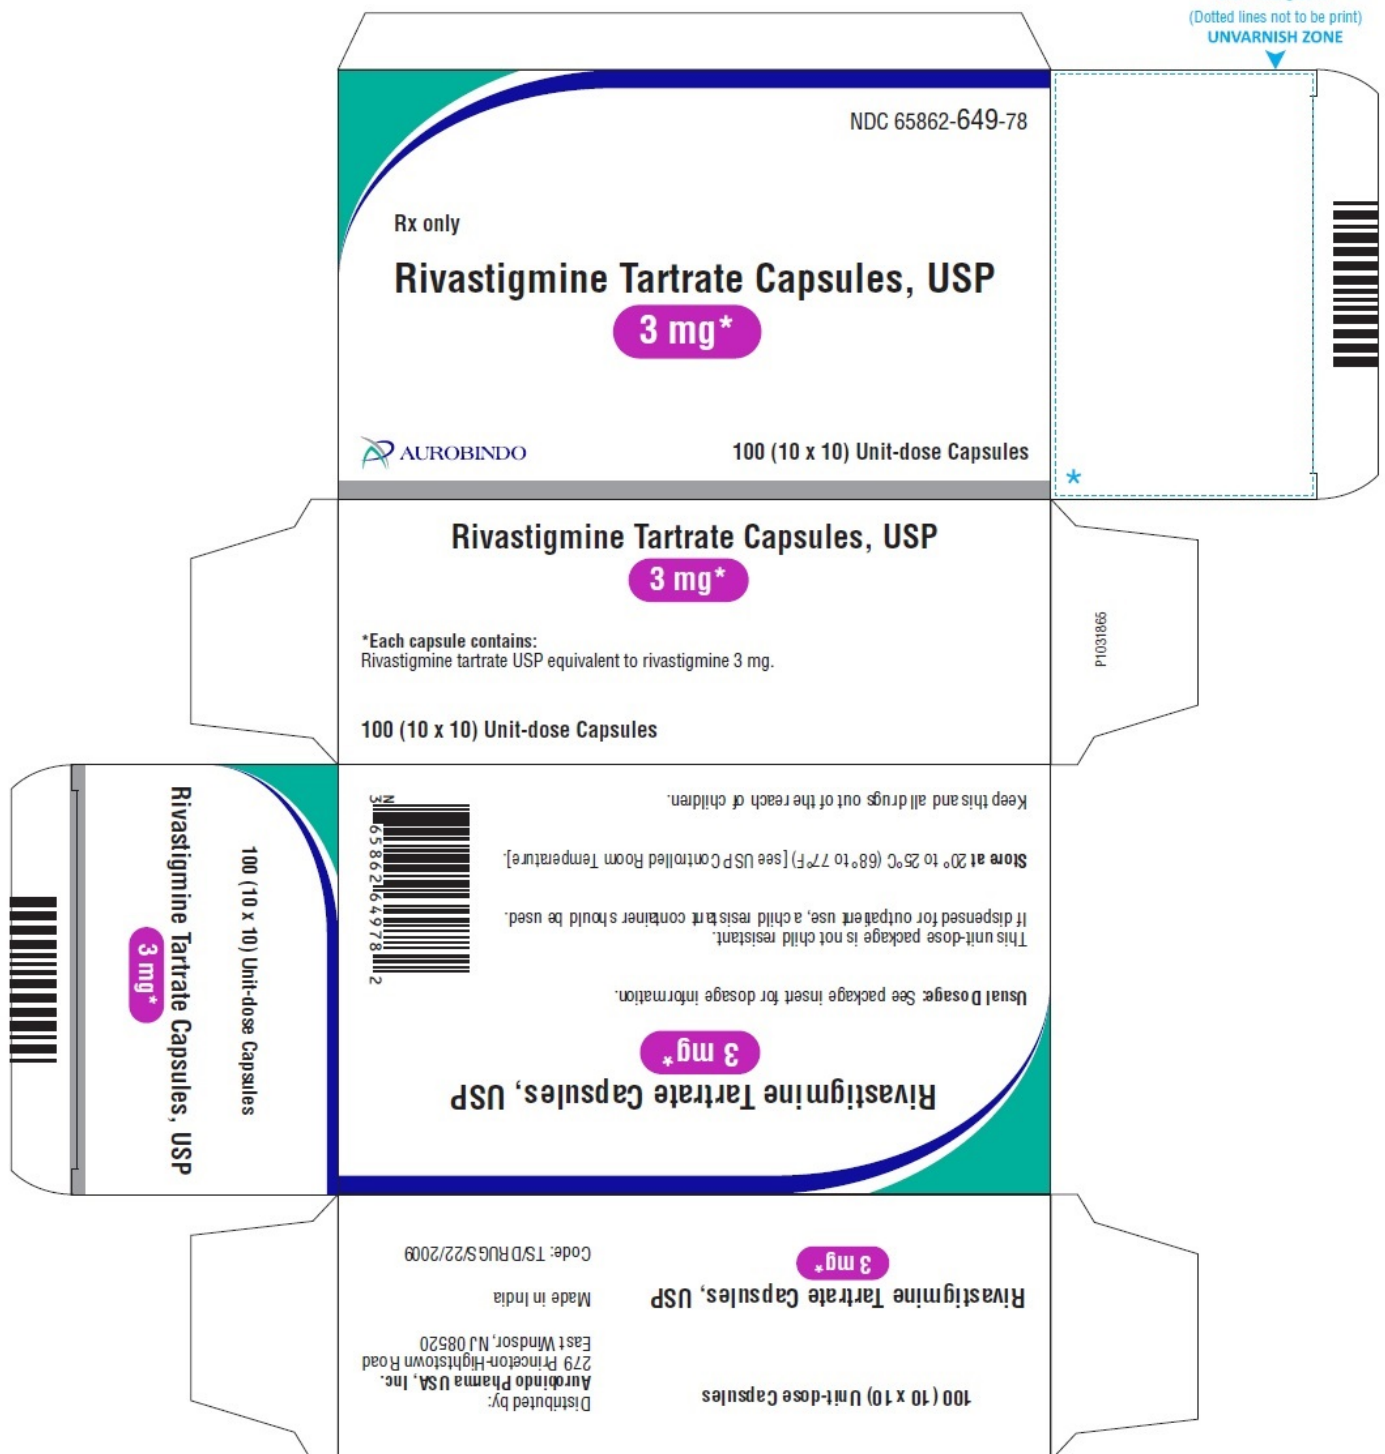 (Dotted lines not to be print)
UNVARNISH ZONE
NDC 65862-649-78
Rx only
Rivastigmine Tartrate Capsules, USP
3 mg*
AUROBINDO
100 (10 x 10) Unit-dose Capsules
*
Rivastigmine Tartrate Capsules, USP
3 mg*
*Each capsule contains:
Rivastigmine tartrate USP equivalent to rivastigmine 3 mg.
100 (10 x 10) Unit-dose Capsules
P1031865
Rivastigmine Tartrate Capsules, USP
3 mg*
100 (10 x 10) Unit-dose Capsules
Rivastigmine Tartrate Capsules, USP
3 mg*
Usual Dosage: See package insert for dosage information.
This unit-dose package is not child resistant.
If dispensed for outpatient use, a child resistant container should be used.
Store at 20° to 25°C (68° to 77°F) [see USP Controlled Room Temperature].
Keep this and all drugs out of the reach of children.
N
3 65862 64978 2
100 (10 x 10) Unit-dose Capsules
Rivastigmine Tartrate Capsules, USP
3 mg*
Distributed by:
Aurobindo Pharma USA, Inc.
279 Princeton-Hightstown Road
East Windsor, NJ 08520
Made in India
Code: TS/DRUGS/22/2009